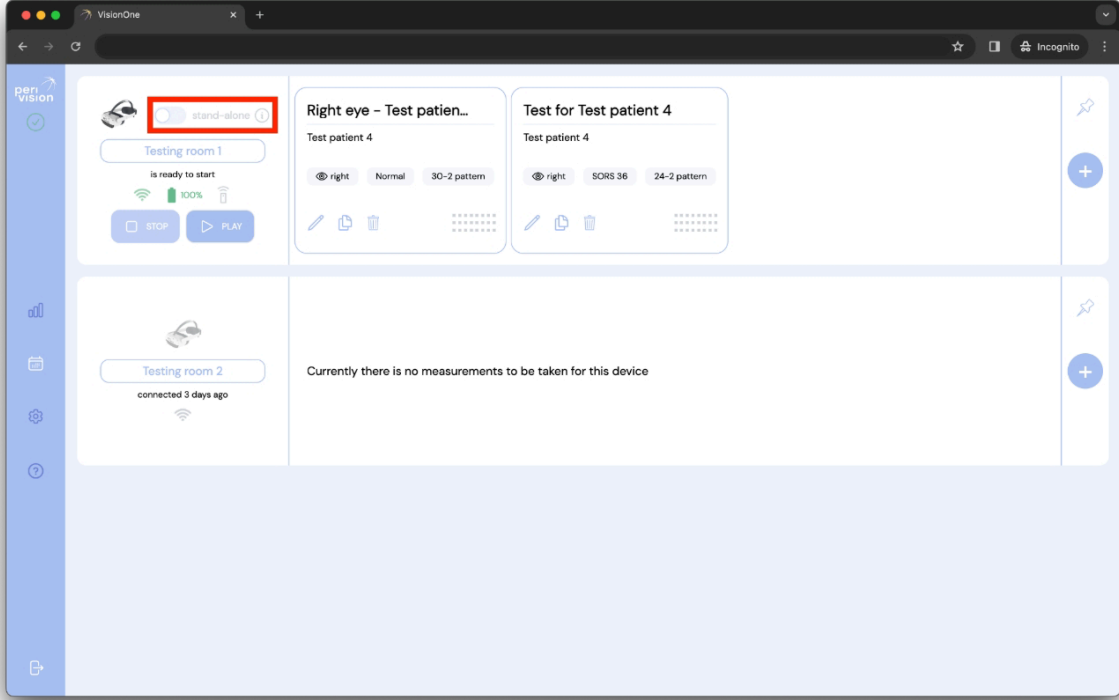 VisionOne
Incognito
peri
vision
stand-alone
Testing room 1
is ready to start
100%
STOP
PLAY
Right eye - Test patien...
Test patient 4
right
Normal
30-2 pattern
Test for Test patient 4
Test patient 4
right
SORS 36
24-2 pattern
Testing room 2
connected 3 days ago
Currently there is no measurements to be taken for this device